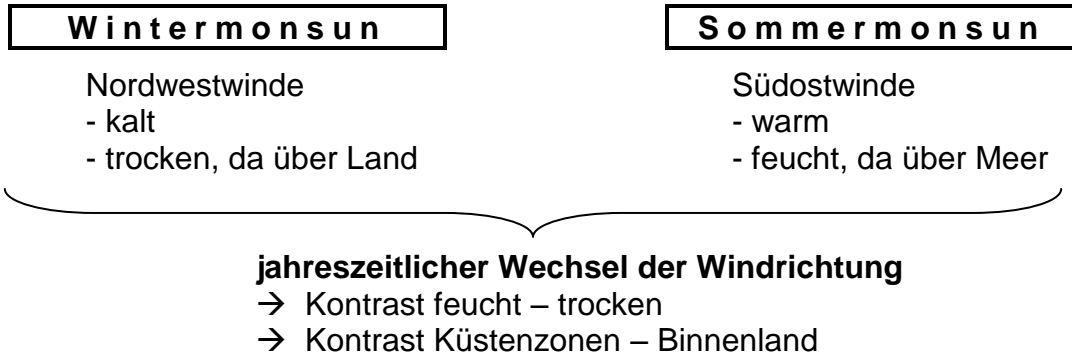 Wintermonsun
Sommermonsun
Nordwestwinde
- kalt
- trocken, da über Land
Südostwinde
- warm
- feucht, da über Meer
jahreszeitlicher Wechsel der Windrichtung
→ Kontrast feucht – trocken
→ Kontrast Küstenzonen – Binnenland